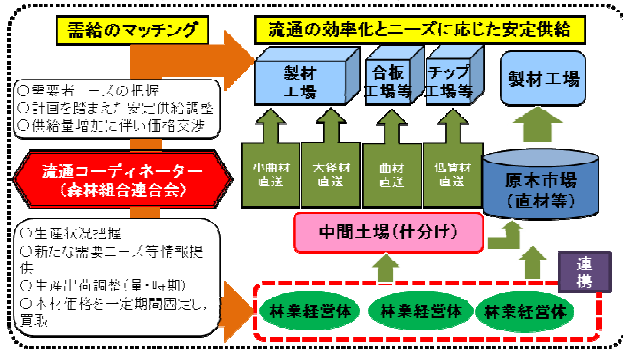 需給のマッチング
流通の効率化とニーズに応じた安定供給
○需要者ニーズの把握
○計画を踏まえた安定供給調整
○供給量増加に伴い価格交渉
製材
工場
合板
工場等
チップ
工場等
製材工場
流通コーディネーター
(森林組合連合会)
小曲材
直送
大径材
直送
曲材
直送
低質材
直送
原木市場
(直材等)
中間土場(仕分け)
○生産状況把握
○新たな需要ニーズ等情報提
供
○生産出荷調整(量・時期)
○木材価格を一定期間固定し、
買取
連
携
林業経営体
林業経営体
林業経営体